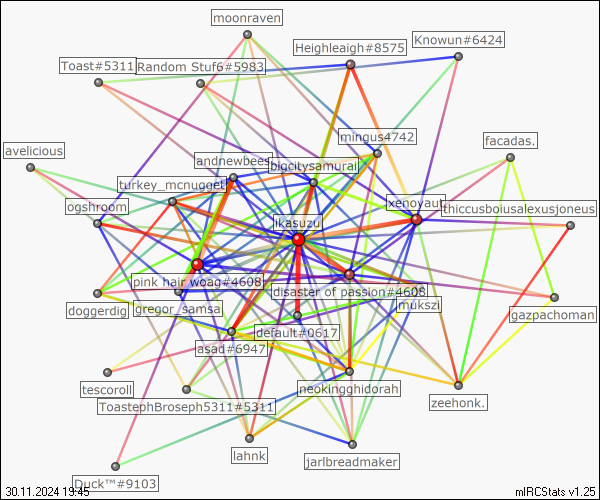 moonraven
Knowun#6424
Heighleaigh#8575
Toast#5311
Random Stuf6#5983
mingus4742
facadas.
avelicious
andnewbees
bigcitysamurai
turkey_mcnugget
ogshroom
xenoyaut
thiccusboiusalexusjoneus
ikasuzu
pink hair woag#4608
disaster of passion#4608
doggerdig
gregor_samsa
mukszi
gazpachoman
default#0617
asad#6947
tescoroll
neokingghidorah
zeehonk.
ToastephBroseph5311#5311
lahnk
jarlbreadmaker
Duck™#9103
30.11.2024 19:45
mIRCStats v1.25